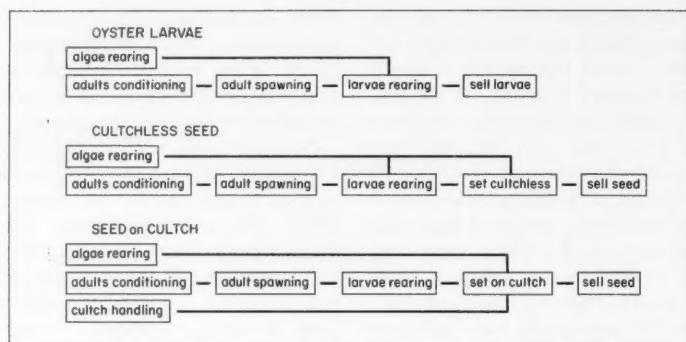 OYSTER LARVAE
algae rearing
adults conditioning adult spawning larvae rearing sell larvae
CULTCHLESS SEED
algae rearing
adults conditioning adult spawning larvae rearing set cultchless sell seed
SEED on CULTCH
algae rearing
adults conditioning adult spawning larvae rearing set on cultch sell seed
cultch handling